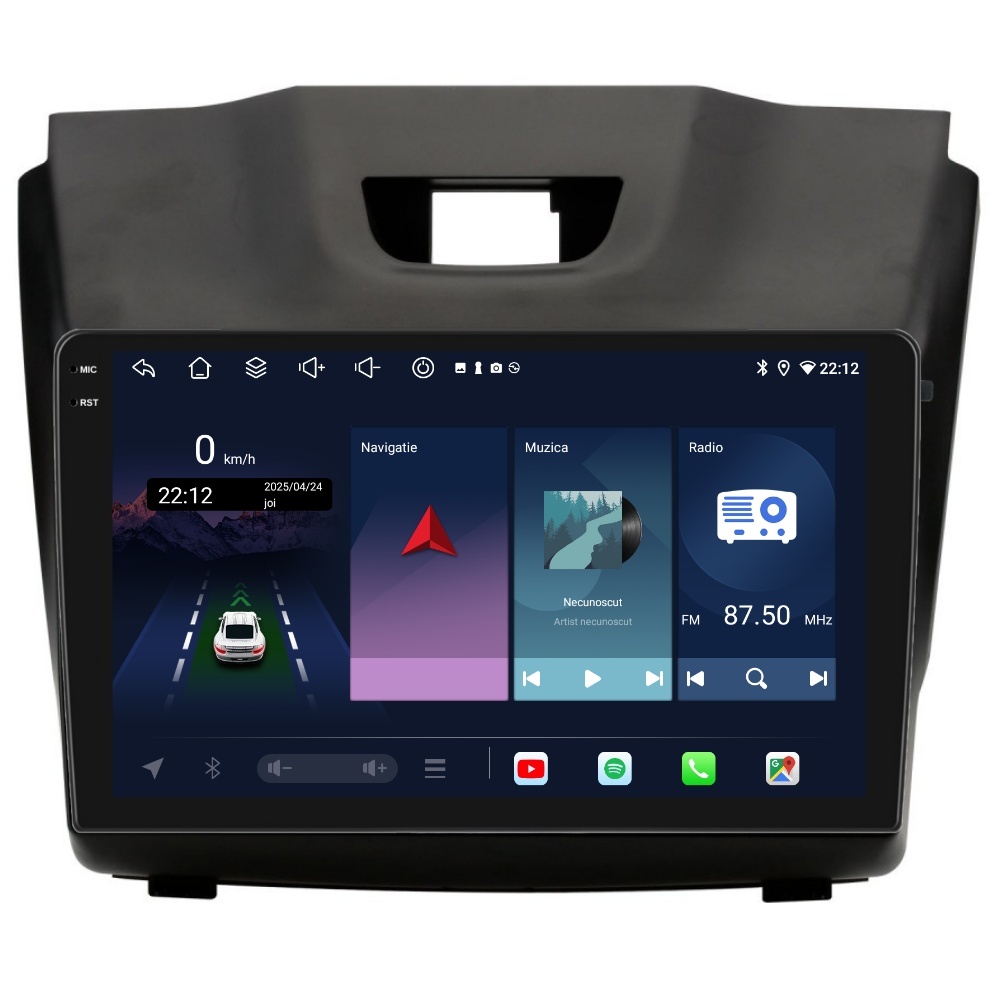 MIC
RST
22:12
0 km/h
22:12
2025/04/24
joi
Navigatie
Muzica
Necunoscut
Artist necunoscut
Radio
FM 87.50 MHz
G